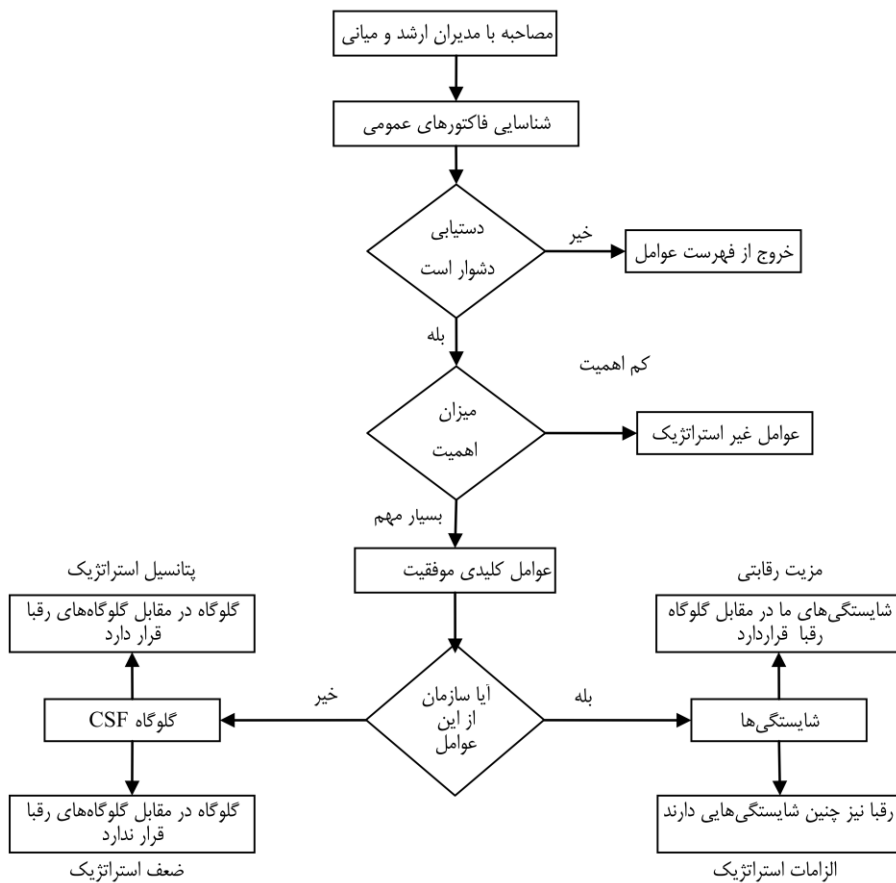 مصاحبه با مدیران ارشد و میانی
شناسایی فاکتورهای عمومی
دستیابی
دشوار است
خیر
خروج از فهرست عوامل
بله
کم اهمیت
میزان
اهمیت
عوامل غیر استراتژیک
بسیار مهم
عوامل کلیدی موفقیت
مزیت رقابتی
پتانسیل استراتژیک
شایستگی‌های ما در مقابل گلوگاه
رقبا قراردارد
گلوگاه در مقابل گلوگاه‌های رقبا
قرار دارد
آیا سازمان
از این
عوامل
بله
خیر
شایستگی‌ها
گلوگاه CSF
رقبا نیز چنین شایستگی‌هایی دارند
گلوگاه در مقابل گلوگاه‌های رقبا
قرار ندارد
الزامات استراتژیک
ضعف استراتژیک